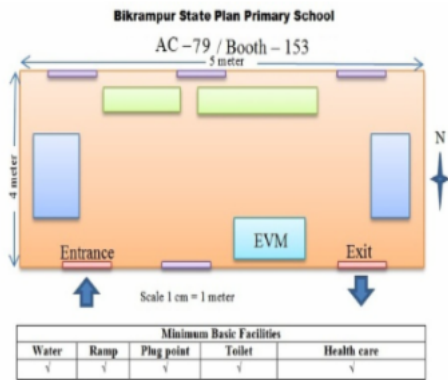 Bikrampur State Plan Primary School
AC –79 / Booth – 153
5 meter
4 meter
N
EVM
Entrance
Exit
Scale 1 cm = 1 meter
Minimum Basic Facilities
Water Ramp Plug point Toilet Health care
√ √ √ √ √